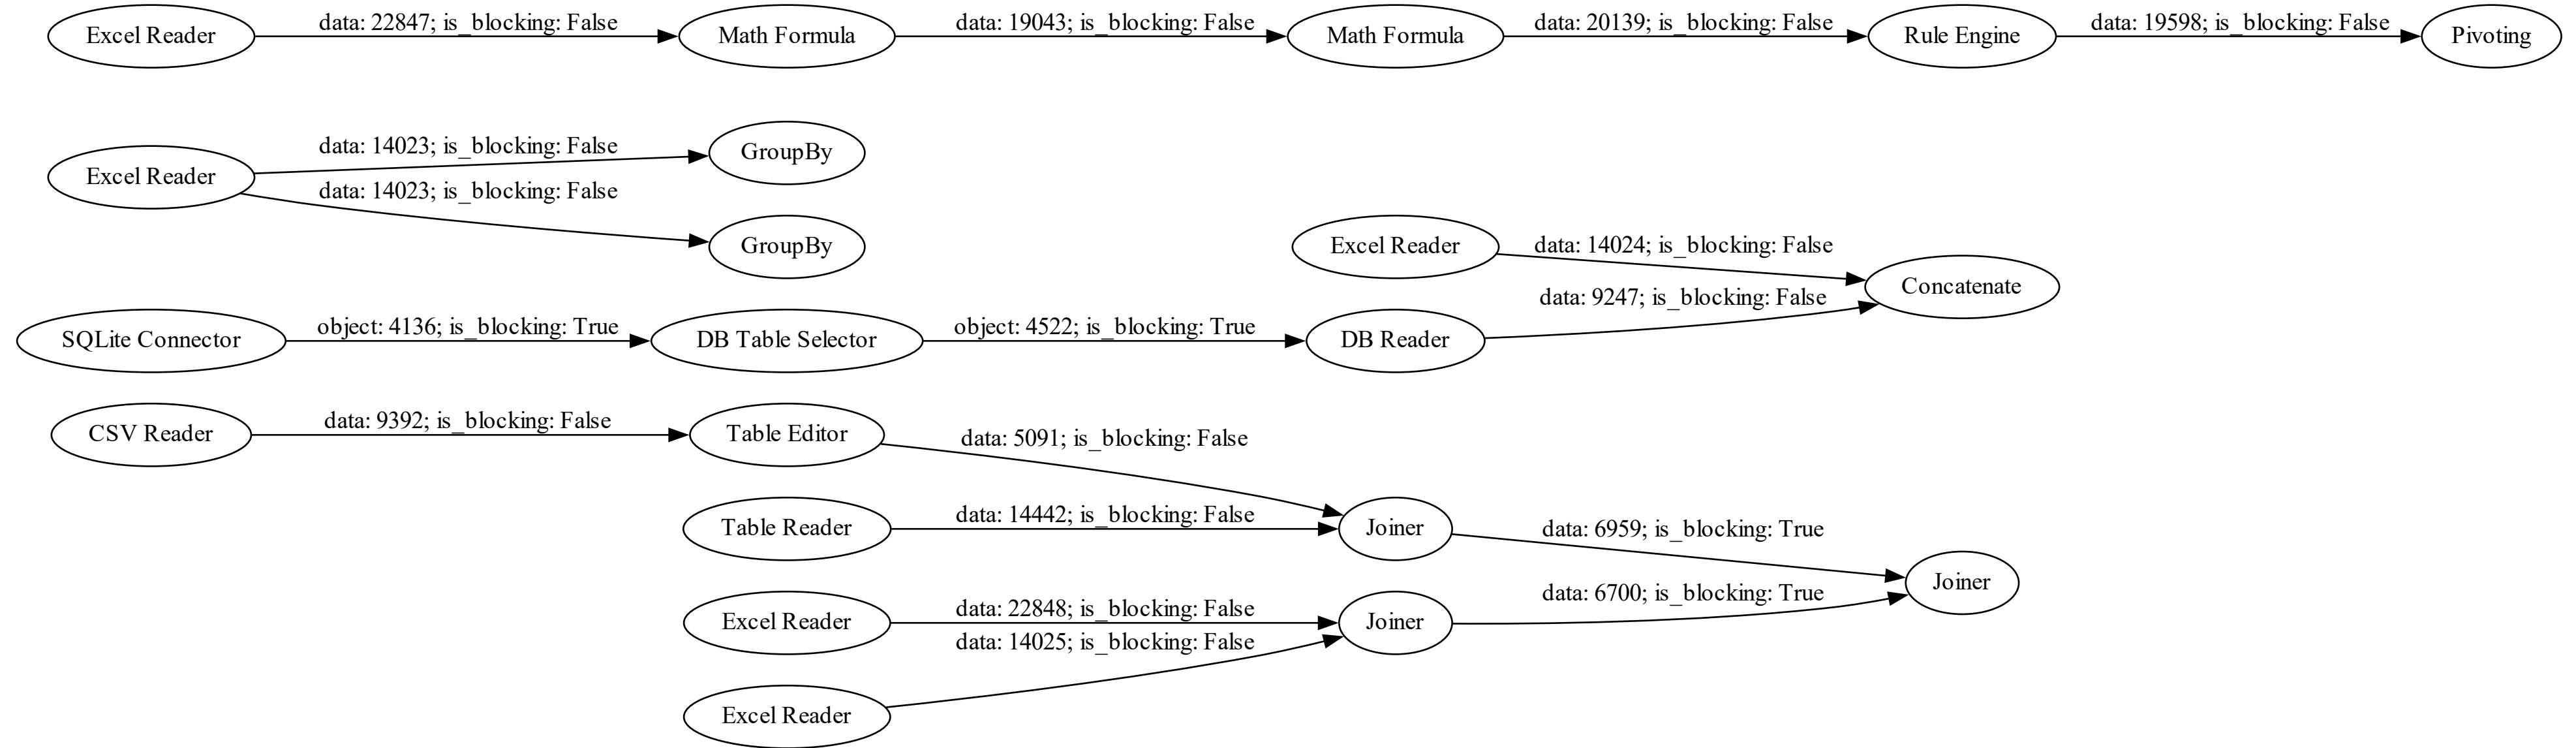 Excel Reader
data: 22847; is_blocking: False
Math Formula
data: 19043; is_blocking: False
Math Formula
data: 20139; is_blocking: False
Rule Engine
data: 19598; is_blocking: False
Pivoting
Excel Reader
data: 14023; is_blocking: False
GroupBy
data: 14023; is_blocking: False
GroupBy
Excel Reader
data: 14024; is_blocking: False
Concatenate
SQLite Connector
object: 4136; is_blocking: True
DB Table Selector
object: 4522; is_blocking: True
DB Reader
data: 9247; is_blocking: False
CSV Reader
data: 9392; is_blocking: False
Table Editor
data: 5091; is_blocking: False
Table Reader
data: 14442; is_blocking: False
Joiner
data: 6959; is_blocking: True
Joiner
Excel Reader
data: 22848; is_blocking: False
Joiner
data: 6700; is_blocking: True
data: 14025; is_blocking: False
Excel Reader